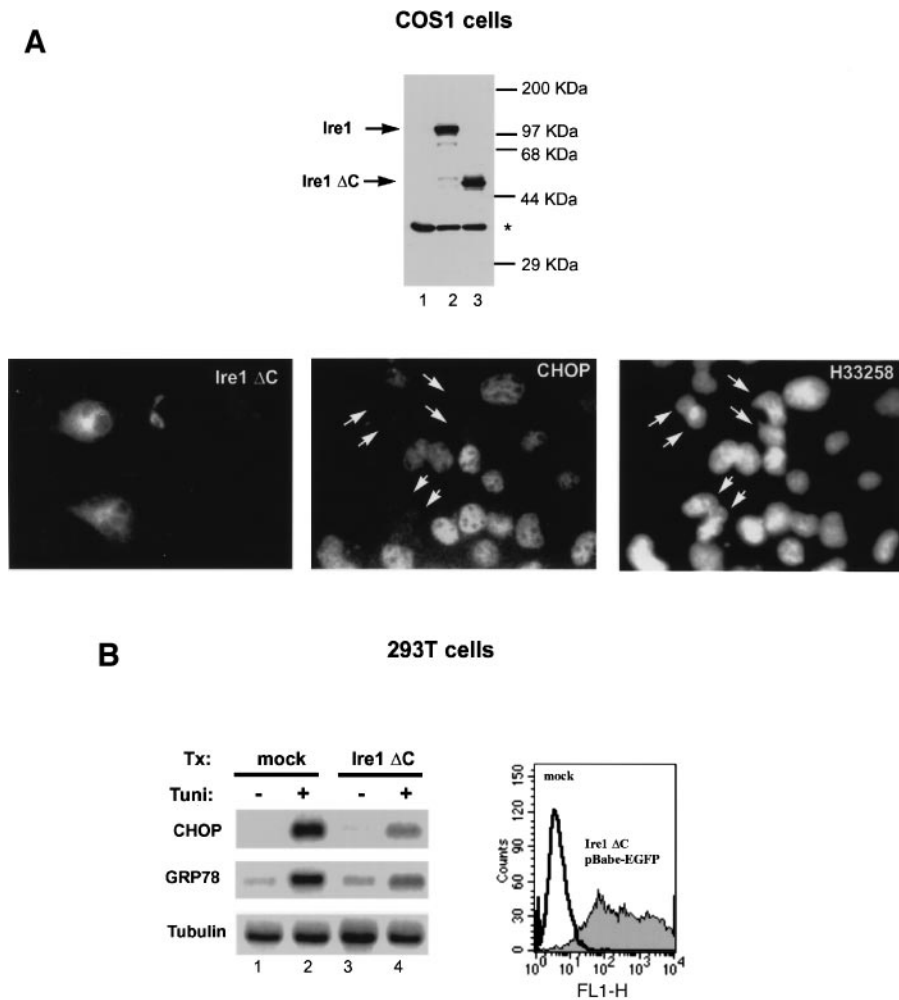 COS1 cells
A
200 KDa
Ire1
97 KDa
68 KDa
Ire1 ΔC
44 KDa
*
29 KDa
1 2 3
Ire1 ΔC
CHOP
H33258
B
293T cells
Tx: mock Ire1 ΔC
Tuni: - + - +
CHOP
GRP78
Tubulin
1 2 3 4
150
mock
120
Ire1 ΔC
pBabe-EGFP
90
Counts
60
30
0
10⁰ 10¹ 10² 10³ 10⁴
FL1-H